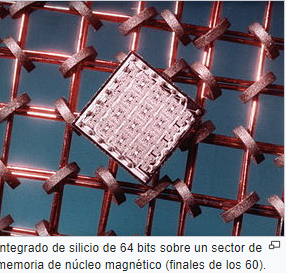 ntegrado de silicio de 64 bits sobre un sector de
memoria de núcleo magnético (finales de los 60).